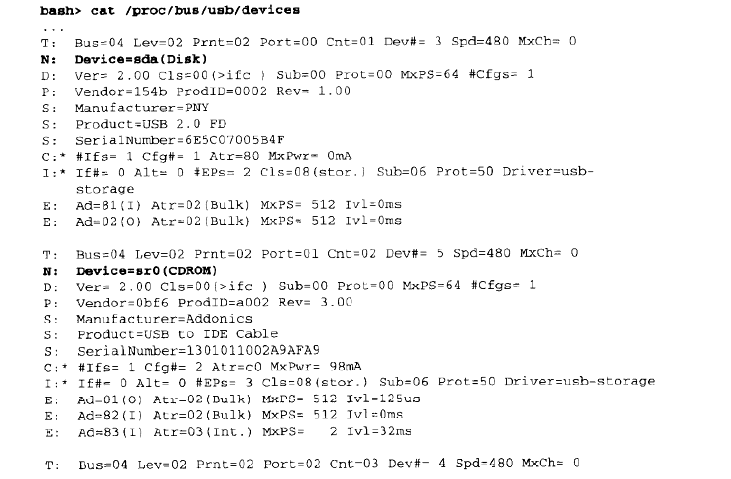 bash> cat /proc/bus/usb/devices
...
T: Bus=04 Lev=02 Prnt=02 Port=00 Cnt=01 Dev#= 3 Spd=480 MxCh= 0
N: Device=sda(Disk)
D: Ver= 2.00 Cls=00(>ifc ) Sub=00 Prot=00 MxPS=64 #Cfgs= 1
P: Vendor=154b ProdID=0002 Rev= 1.00
S: Manufacturer=PNY
S: Product=USB 2.0 FD
S: SerialNumber=6E5C07005B4F
C:* #Ifs= 1 Cfg#= 1 Atr=80 MxPwr= 0mA
I:* If#= 0 Alt= 0 #EPs= 2 Cls=08(stor.) Sub=06 Prot=50 Driver=usb-
storage
E: Ad=81(I) Atr=02(Bulk) MxPS= 512 Ivl=0ms
E: Ad=02(O) Atr=02(Bulk) MxPS= 512 Ivl=0ms
T: Bus=04 Lev=02 Prnt=02 Port=01 Cnt=02 Dev#= 5 Spd=480 MxCh= 0
N: Device=sr0(CDROM)
D: Ver= 2.00 Cls=00(>ifc ) Sub=00 Prot=00 MxPS=64 #Cfgs= 1
P: Vendor=0bf6 ProdID=a002 Rev= 3.00
S: Manufacturer=Addonics
S: Product=USB to IDE Cable
S: SerialNumber=1301011002A9AFA9
C:* #Ifs= 1 Cfg#= 2 Atr=c0 MxPwr= 98mA
I:* If#= 0 Alt= 0 #EPs= 3 Cls=08(stor.) Sub=06 Prot=50 Driver=usb-storage
E: Ad=01(O) Atr=02(Bulk) MxPS= 512 Ivl=125us
E: Ad=82(I) Atr=02(Bulk) MxPS= 512 Ivl=0ms
E: Ad=83(I) Atr=03(Int.) MxPS= 2 Ivl=32ms
T: Bus=04 Lev=02 Prnt=02 Port=02 Cnt=03 Dev#= 4 Spd=480 MxCh= 0